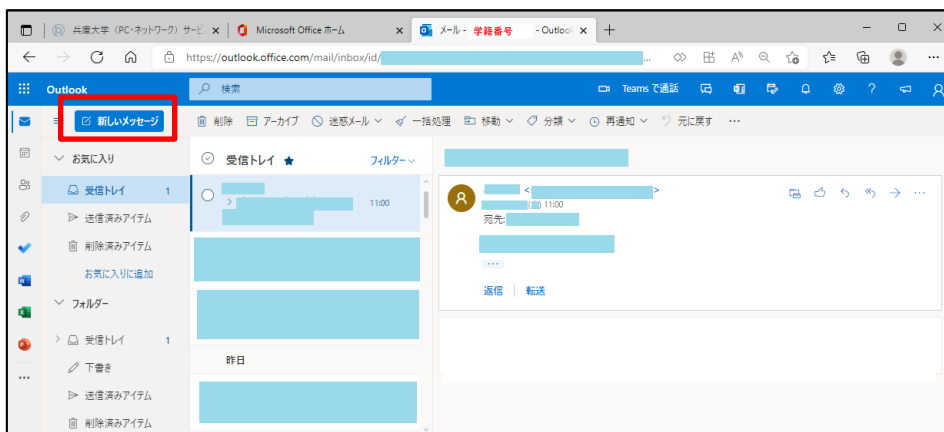 兵庫大学 (PC・ネットワーク) サービ
Microsoft Office ホーム
メール - 学籍番号 - Outlool
https://outlook.office.com/mail/inbox/id/ ...
Outlook
検索
Teams で通話
新しいメッセージ
削除 アーカイブ 迷惑メール 一括処理 移動 分類 再通知 元に戻す ...
お気に入り
受信トレイ 1
送信済みアイテム
削除済みアイテム
お気に入りに追加
フォルダー
受信トレイ 1
下書き
送信済みアイテム
削除済みアイテム
受信トレイ ★ フィルター
11:00
昨日
R
< >
( ) 11:00
宛先:
...
返信 | 転送